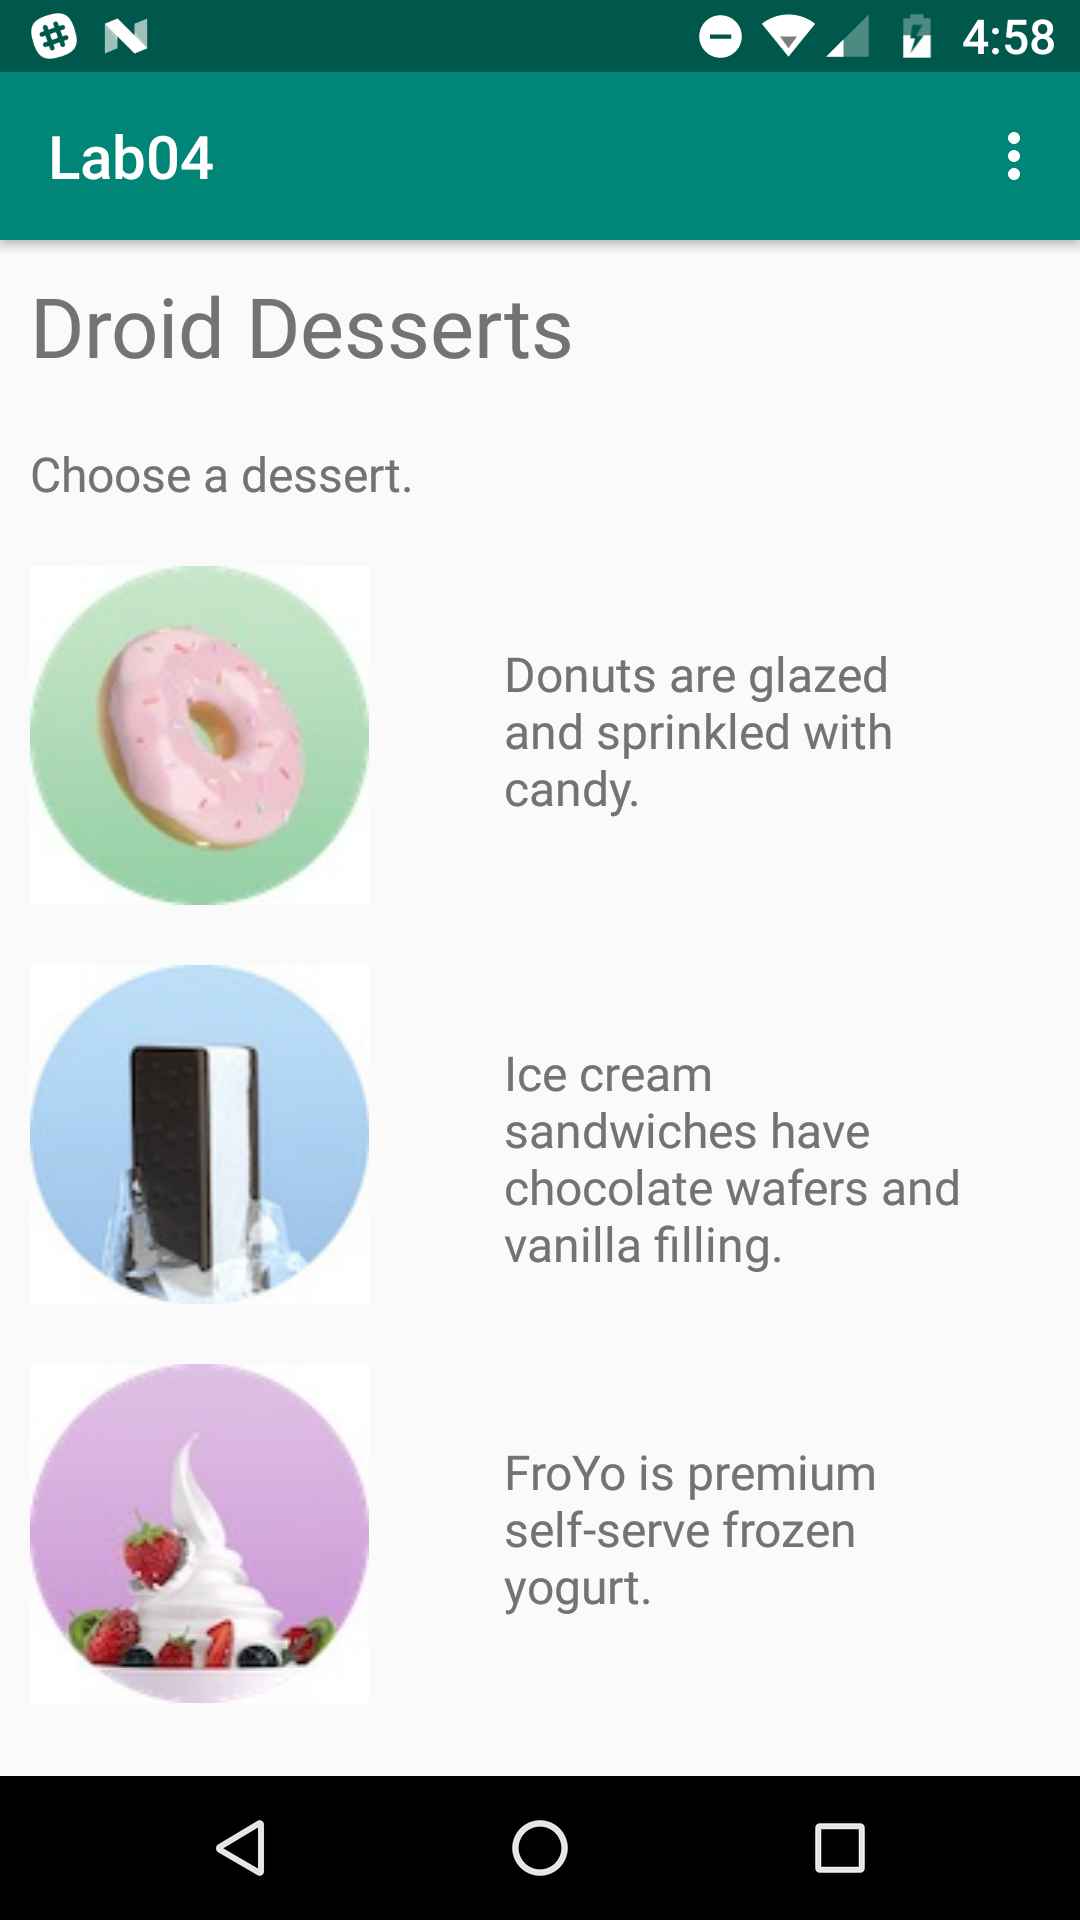 4:58
Lab04
Droid Desserts
Choose a dessert.
Donuts are glazed
and sprinkled with
candy.
Ice cream
sandwiches have
chocolate wafers and
vanilla filling.
FroYo is premium
self-serve frozen
yogurt.